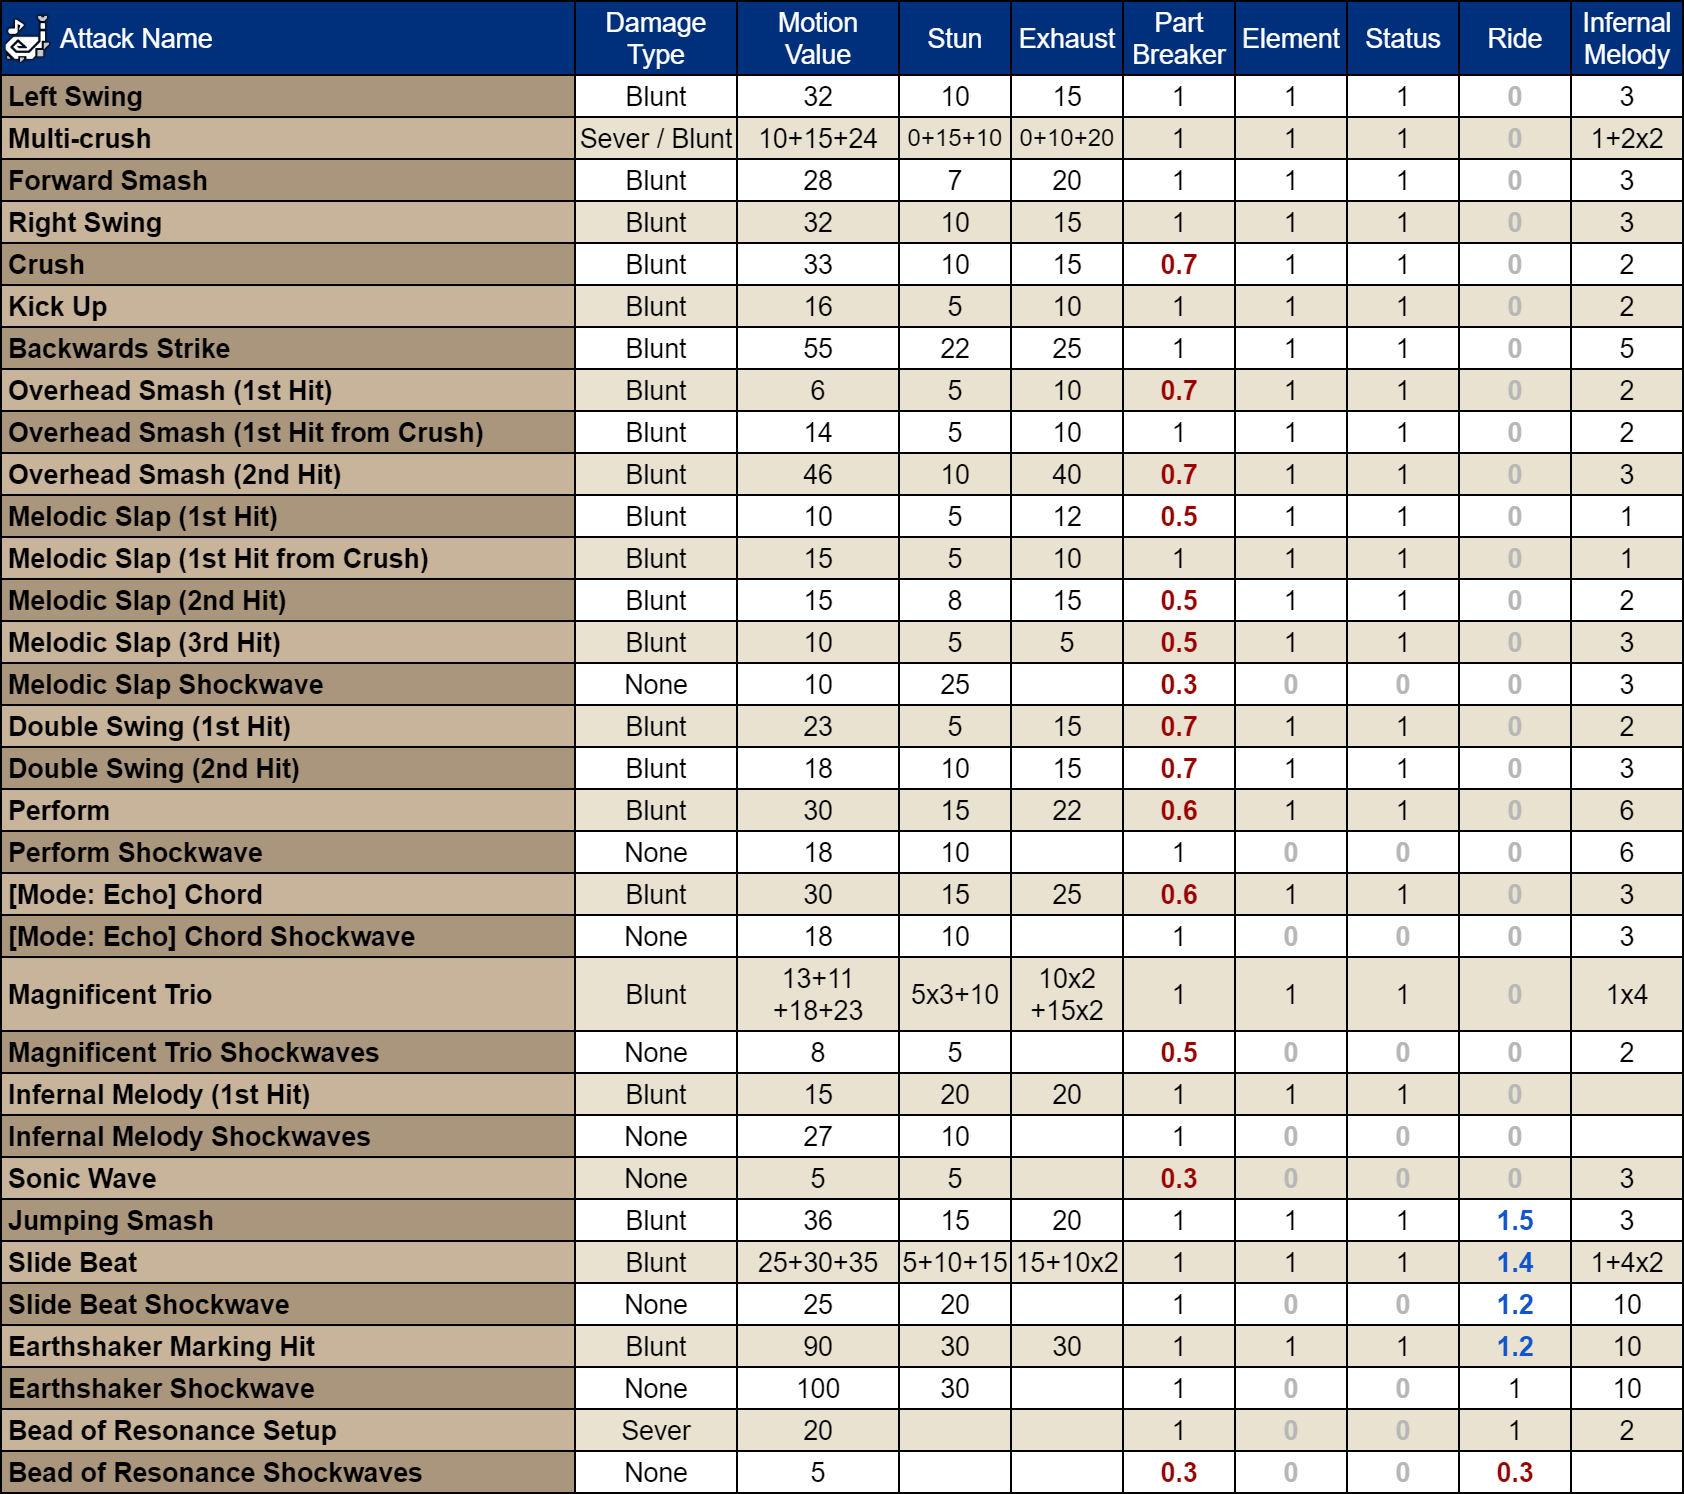 Attack Name Damage Type Motion Value Stun Exhaust Part Breaker Element Status Ride Infernal Melody
Left Swing Blunt 32 10 15 1 1 1 0 3
Multi-crush Sever / Blunt 10+15+24 0+15+10 0+10+20 1 1 1 0 1+2x2
Forward Smash Blunt 28 7 20 1 1 1 0 3
Right Swing Blunt 32 10 15 1 1 1 0 3
Crush Blunt 33 10 15 0.7 1 1 0 2
Kick Up Blunt 16 5 10 1 1 1 0 2
Backwards Strike Blunt 55 22 25 1 1 1 0 5
Overhead Smash (1st Hit) Blunt 6 5 10 0.7 1 1 0 2
Overhead Smash (1st Hit from Crush) Blunt 14 5 10 1 1 1 0 2
Overhead Smash (2nd Hit) Blunt 46 10 40 0.7 1 1 0 3
Melodic Slap (1st Hit) Blunt 10 5 12 0.5 1 1 0 1
Melodic Slap (1st Hit from Crush) Blunt 15 5 10 1 1 1 0 1
Melodic Slap (2nd Hit) Blunt 15 8 15 0.5 1 1 0 2
Melodic Slap (3rd Hit) Blunt 10 5 5 0.5 1 1 0 3
Melodic Slap Shockwave None 10 25 0.3 0 0 0 3
Double Swing (1st Hit) Blunt 23 5 15 0.7 1 1 0 2
Double Swing (2nd Hit) Blunt 18 10 15 0.7 1 1 0 3
Perform Blunt 30 15 22 0.6 1 1 0 6
Perform Shockwave None 18 10 1 0 0 0 6
[Mode: Echo] Chord Blunt 30 15 25 0.6 1 1 0 3
[Mode: Echo] Chord Shockwave None 18 10 1 0 0 0 3
Magnificent Trio Blunt 13+11 +18+23 5x3+10 10x2 +15x2 1 1 1 0 1x4
Magnificent Trio Shockwaves None 8 5 0.5 0 0 0 2
Infernal Melody (1st Hit) Blunt 15 20 20 1 1 1 0
Infernal Melody Shockwaves None 27 10 1 0 0 0
Sonic Wave None 5 5 0.3 0 0 0 3
Jumping Smash Blunt 36 15 20 1 1 1 1.5 3
Slide Beat Blunt 25+30+35 5+10+15 15+10x2 1 1 1 1.4 1+4x2
Slide Beat Shockwave None 25 20 1 0 0 1.2 10
Earthshaker Marking Hit Blunt 90 30 30 1 1 1 1.2 10
Earthshaker Shockwave None 100 30 1 0 0 1 10
Bead of Resonance Setup Sever 20 1 0 0 1 2
Bead of Resonance Shockwaves None 5 0.3 0 0 0.3